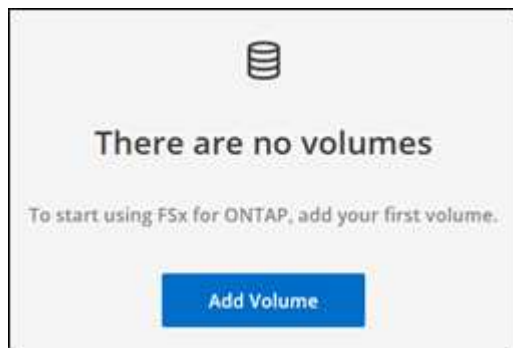 There are no volumes
To start using FSx for ONTAP, add your first volume.
Add Volume